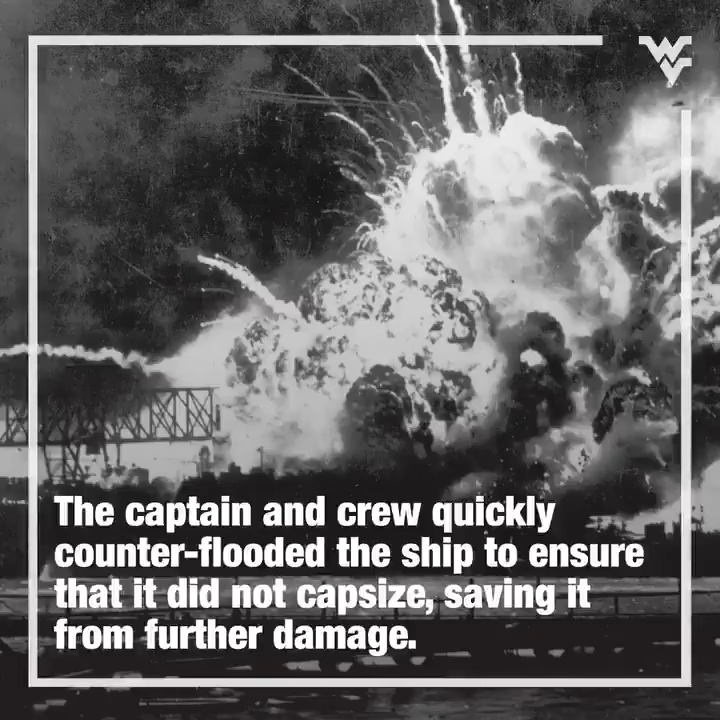 WV
The captain and crew quickly
counter-flooded the ship to ensure
that it did not capsize, saving it
from further damage.